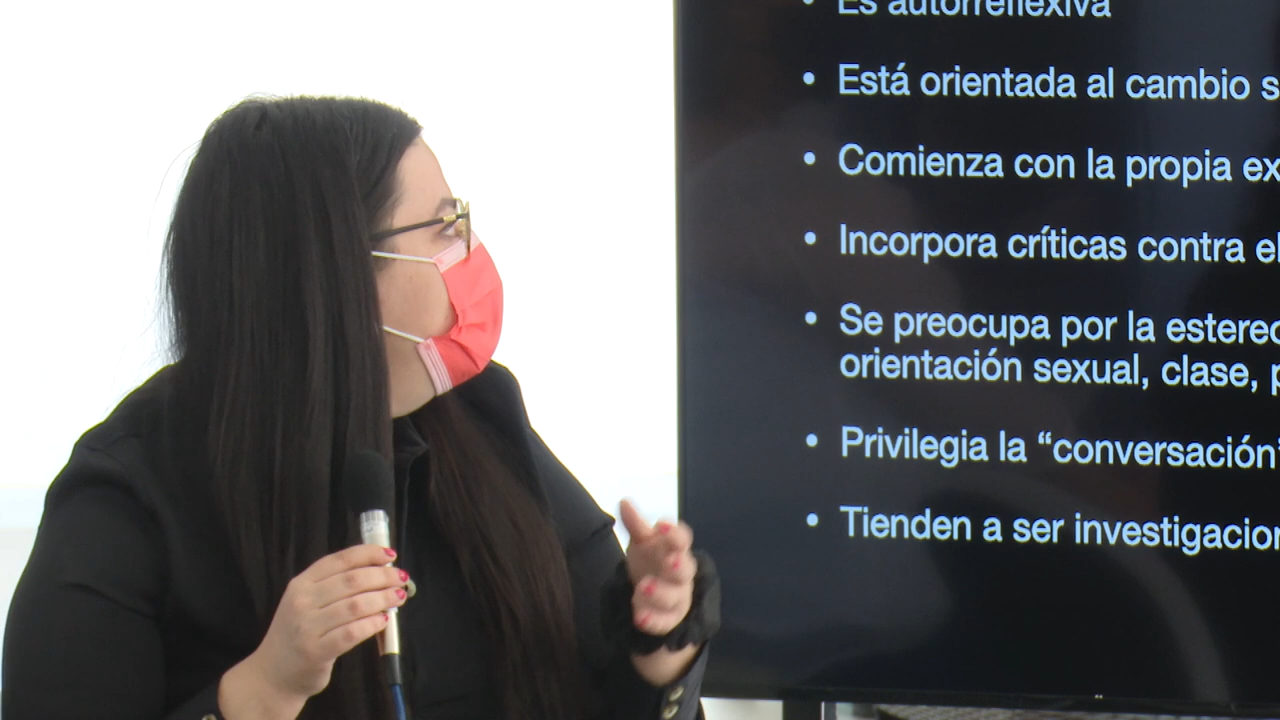 • Es autorreflexiva
• Está orientada al cambio
• Comienza con la propia
• Incorpora críticas contra
• Se preocupa por la
orientación sexual, clase,
• Privilegia la “conversación”
• Tienden a ser